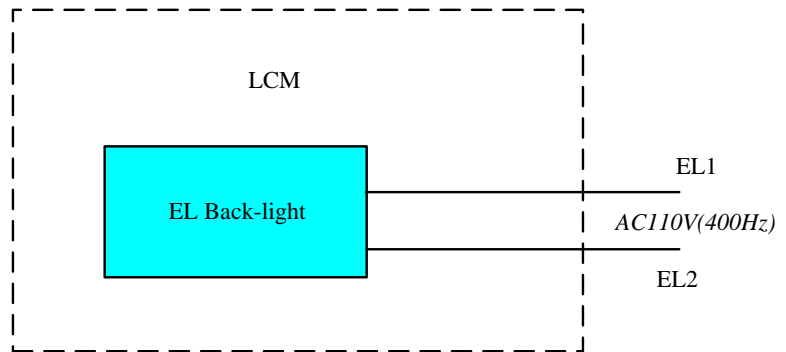 LCM
EL1
EL Back-light
AC110V(400Hz)
EL2